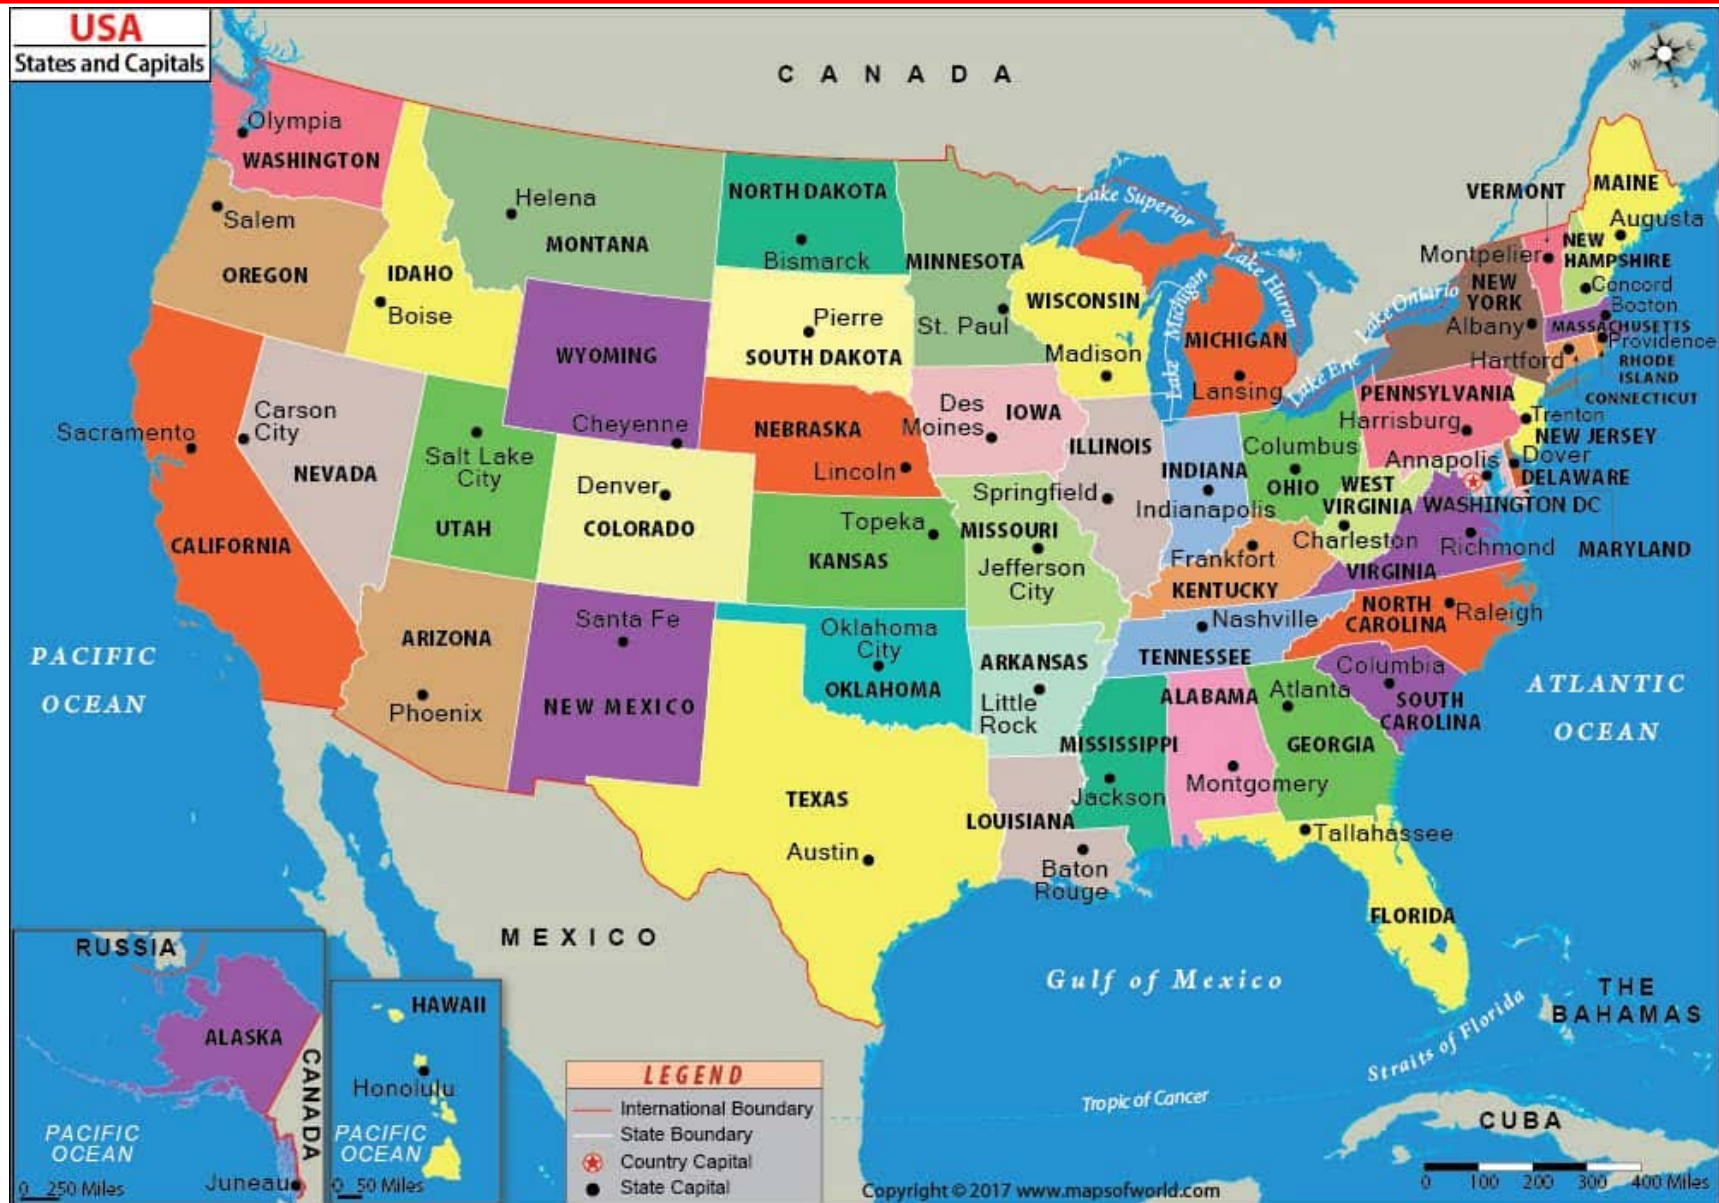 USA
States and Capitals
CANADA
N
W
E
Olympia
WASHINGTON
Salem
OREGON
IDAHO
Boise
Helena
MONTANA
NORTH DAKOTA
Bismarck
MINNESOTA
St. Paul
Lake Superior
WISCONSIN
Madison
Lake Michigan
Lake Huron
MICHIGAN
Lansing
Lake Erie
Lake Ontario
VERMONT
MAINE
Augusta
Montpelier
NEW
HAMPSHIRE
Concord
NEW
YORK
Albany
Boston
MASSACHUSETTS
Providence
Hartford
RHODE
ISLAND
CONNECTICUT
WYOMING
Cheyenne
Pierre
SOUTH DAKOTA
Sacramento
Carson
City
NEVADA
CALIFORNIA
Salt Lake
City
UTAH
Denver
COLORADO
NEBRASKA
Lincoln
Topeka
KANSAS
Des
Moines
IOWA
ILLINOIS
Springfield
MISSOURI
Jefferson
City
INDIANA
Indianapolis
Columbus
OHIO
PENNSYLVANIA
Harrisburg
Trenton
NEW JERSEY
Dover
DELAWARE
Annapolis
WASHINGTON DC
MARYLAND
WEST
VIRGINIA
Charleston
Richmond
VIRGINIA
Frankfort
KENTUCKY
Nashville
TENNESSEE
NORTH
CAROLINA
Raleigh
Columbia
SOUTH
CAROLINA
PACIFIC
OCEAN
ARIZONA
Phoenix
Santa Fe
NEW MEXICO
Oklahoma
City
OKLAHOMA
ARKANSAS
Little
Rock
MISSISSIPPI
Jackson
ALABAMA
Montgomery
Atlanta
GEORGIA
ATLANTIC
OCEAN
TEXAS
Austin
LOUISIANA
Baton
Rouge
Tallahassee
FLORIDA
MEXICO
Gulf of Mexico
Straits of Florida
THE
BAHAMAS
Tropic of Cancer
CUBA
RUSSIA
ALASKA
CANADA
PACIFIC
OCEAN
Juneau
0 250 Miles
HAWAII
Honolulu
PACIFIC
OCEAN
0 50 Miles
LEGEND
International Boundary
State Boundary
Country Capital
State Capital
Copyright © 2017 www.mapsofworld.com
0 100 200 300 400 Miles